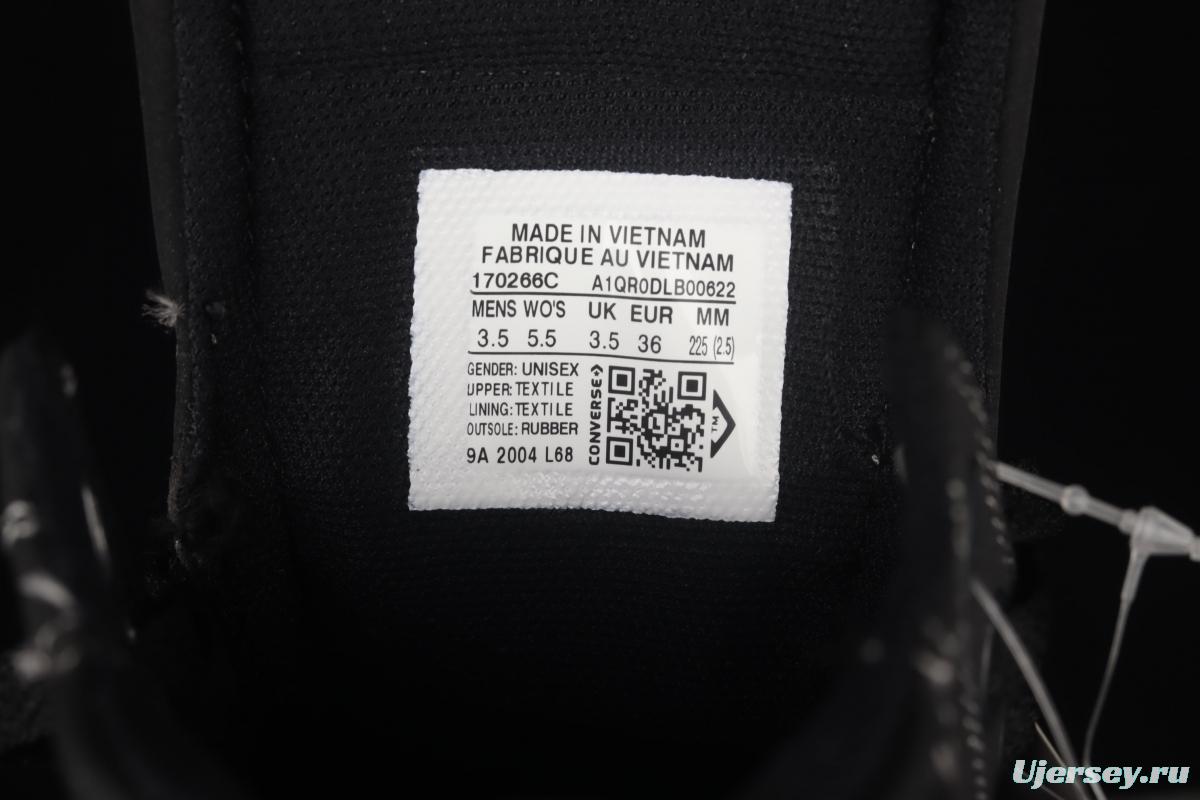 MADE IN VIETNAM
FABRIQUE AU VIETNAM
170266C A1QR0DLB00622
MENS WO'S UK EUR MM
3.5 5.5 3.5 36 225 (2.5)
GENDER: UNISEX
UPPER: TEXTILE
LINING: TEXTILE
OUTSOLE: RUBBER
9A 2004 L68
CONVERSE
TM
Ujersey.ru